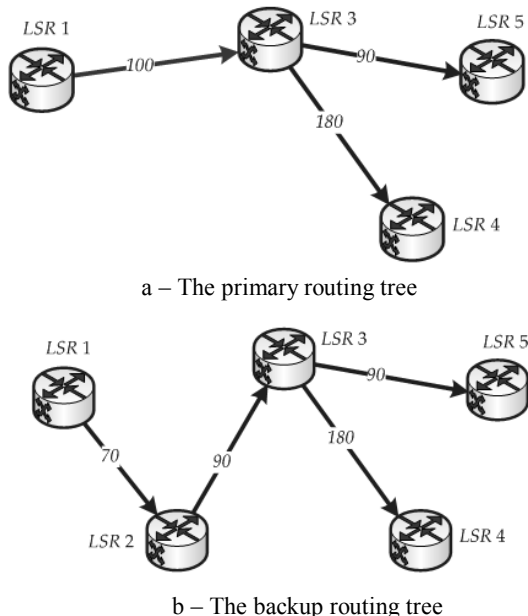 LSR 3
LSR 1
LSR 5
100
90
180
LSR 4
a – The primary routing tree
LSR 3
LSR 1
LSR 5
90
70
90
180
LSR 2
LSR 4
b – The backup routing tree